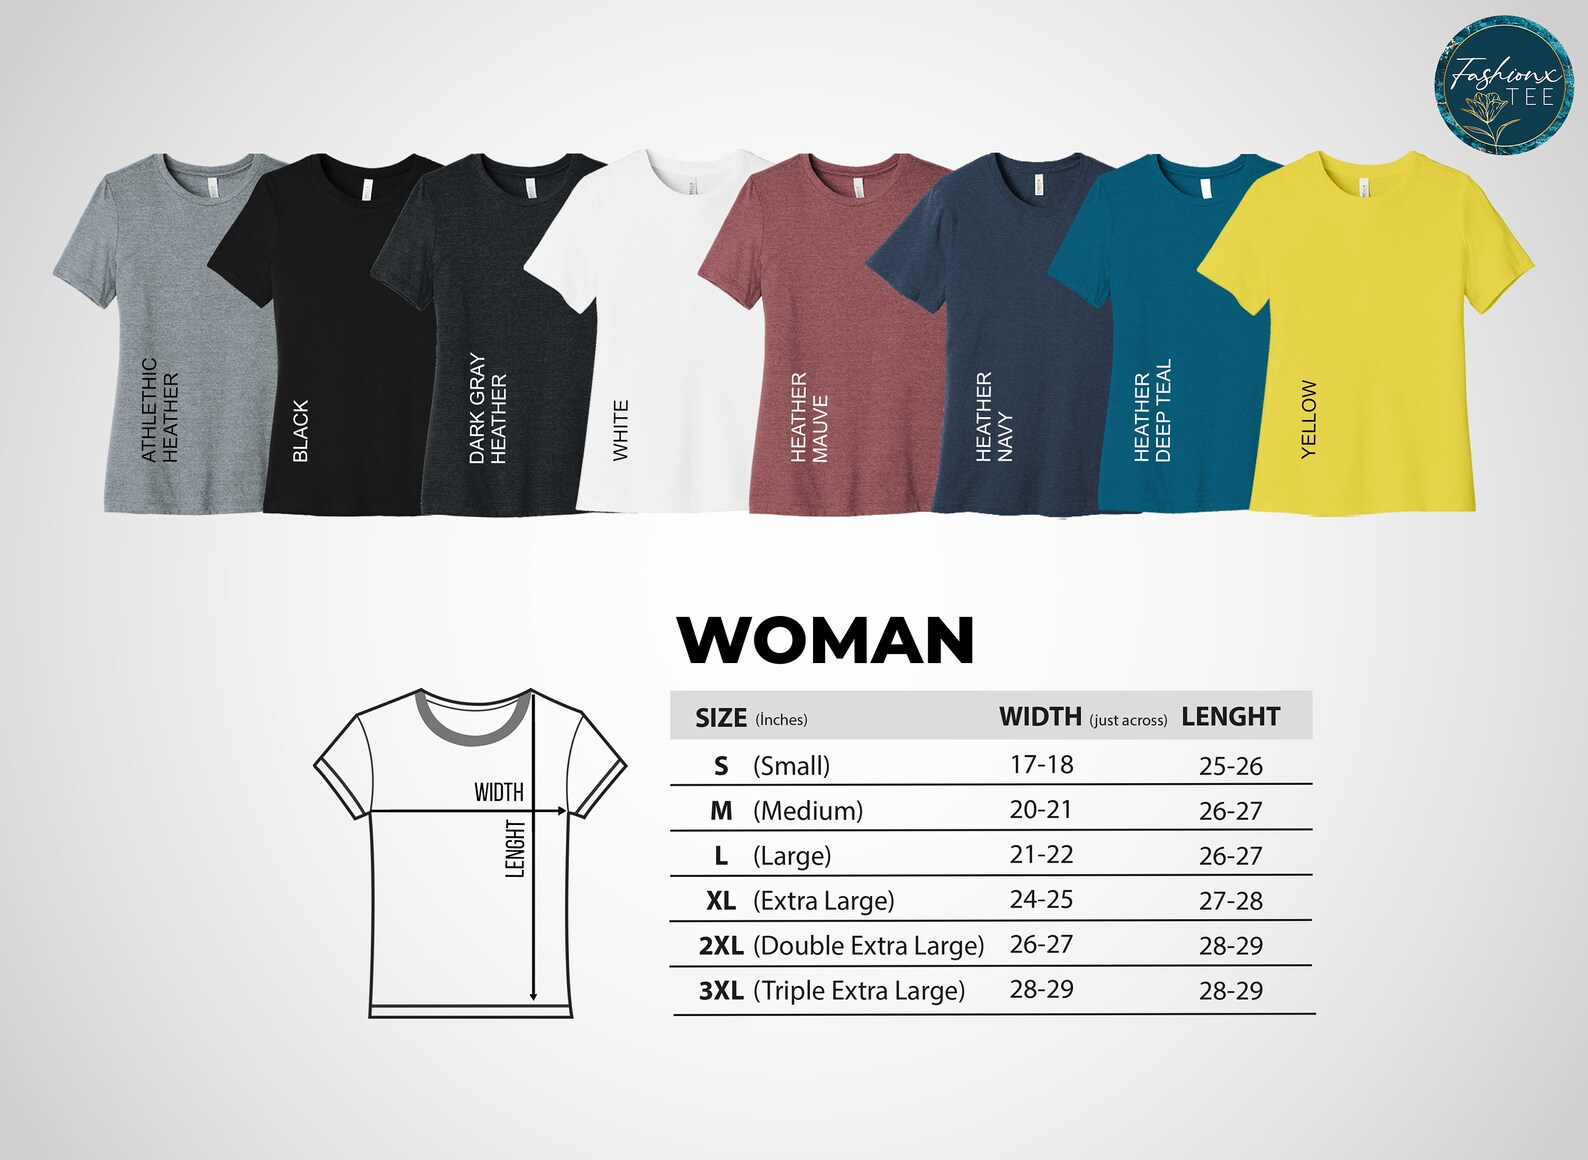 Fashionx
TEE
ATHLETHIC
HEATHER
BLACK
DARK GRAY
HEATHER
WHITE
HEATHER
MAUVE
HEATHER
NAVY
HEATHER
DEEP TEAL
YELLOW
WOMAN
SIZE (İnches) WIDTH (just across) LENGHT
S (Small) 17-18 25-26
M (Medium) 20-21 26-27
L (Large) 21-22 26-27
XL (Extra Large) 24-25 27-28
2XL (Double Extra Large) 26-27 28-29
3XL (Triple Extra Large) 28-29 28-29
WIDTH
LENGHT